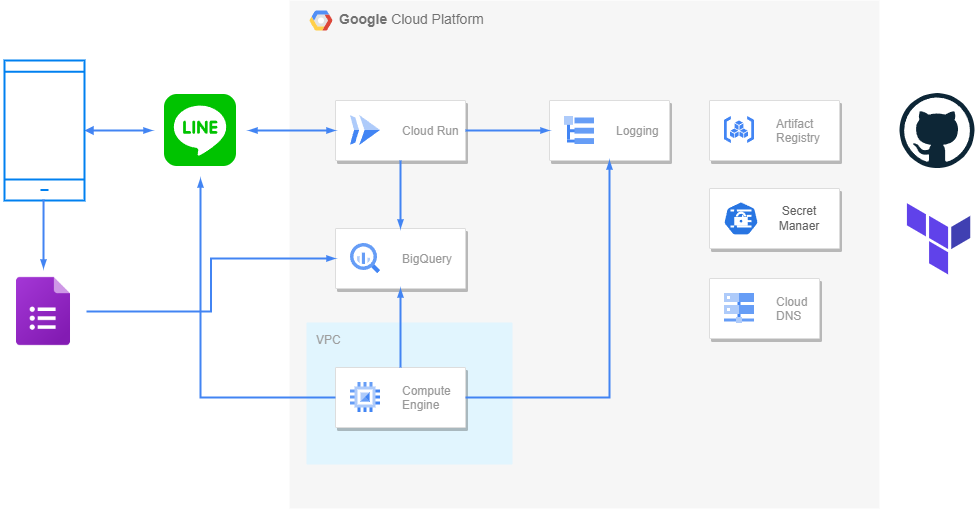 Google Cloud Platform
LINE
Cloud Run
Logging
Artifact
Registry
Secret
Manaer
BigQuery
Cloud
DNS
VPC
Compute
Engine